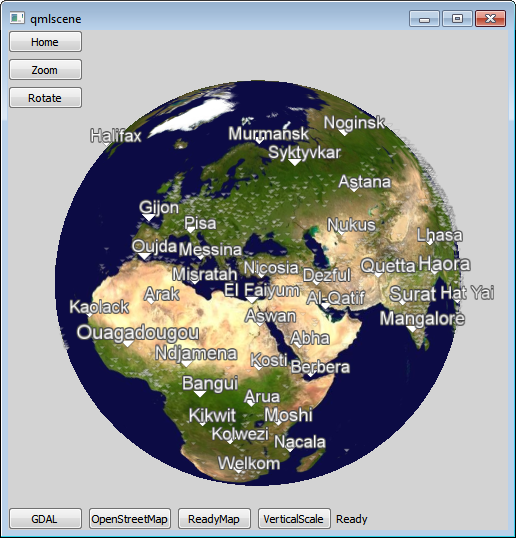 qmlscene
Home
Zoom
Rotate
Noginsk
Halifax
Murmansk
Syktyvkar
Astana
Gijon
Pisa
Nukus
Lhasa
Oujda
Messina
Misratah
Nicosia
Dezful
Quetta
Haora
Kaolack
Arak
El Faiyum
Al-Qatif
Surat
Hat Yai
Aswan
Mangalore
Ouagadougou
Abha
Ndjamena
Kosti
Berbera
Bangui
Arua
Kikwit
Moshi
Kolwezi
Nacala
Welkom
GDAL OpenStreetMap ReadyMap VerticalScale Ready